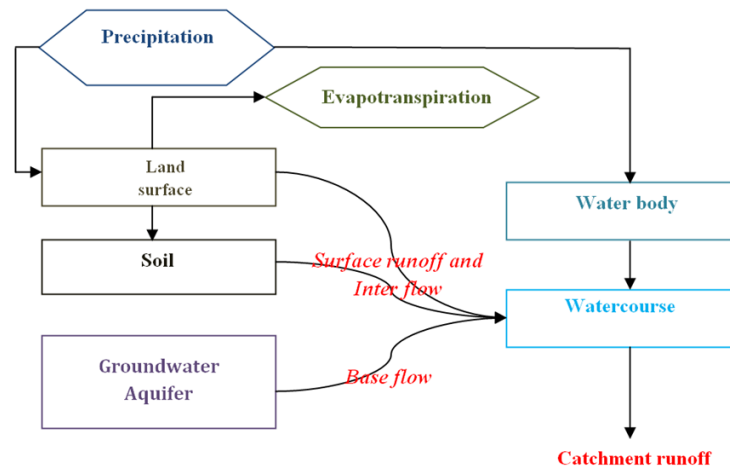 Precipitation
Evapotranspiration
Land
surface
Water body
Soil
Surface runoff and
Inter flow
Watercourse
Groundwater
Aquifer
Base flow
Catchment runoff